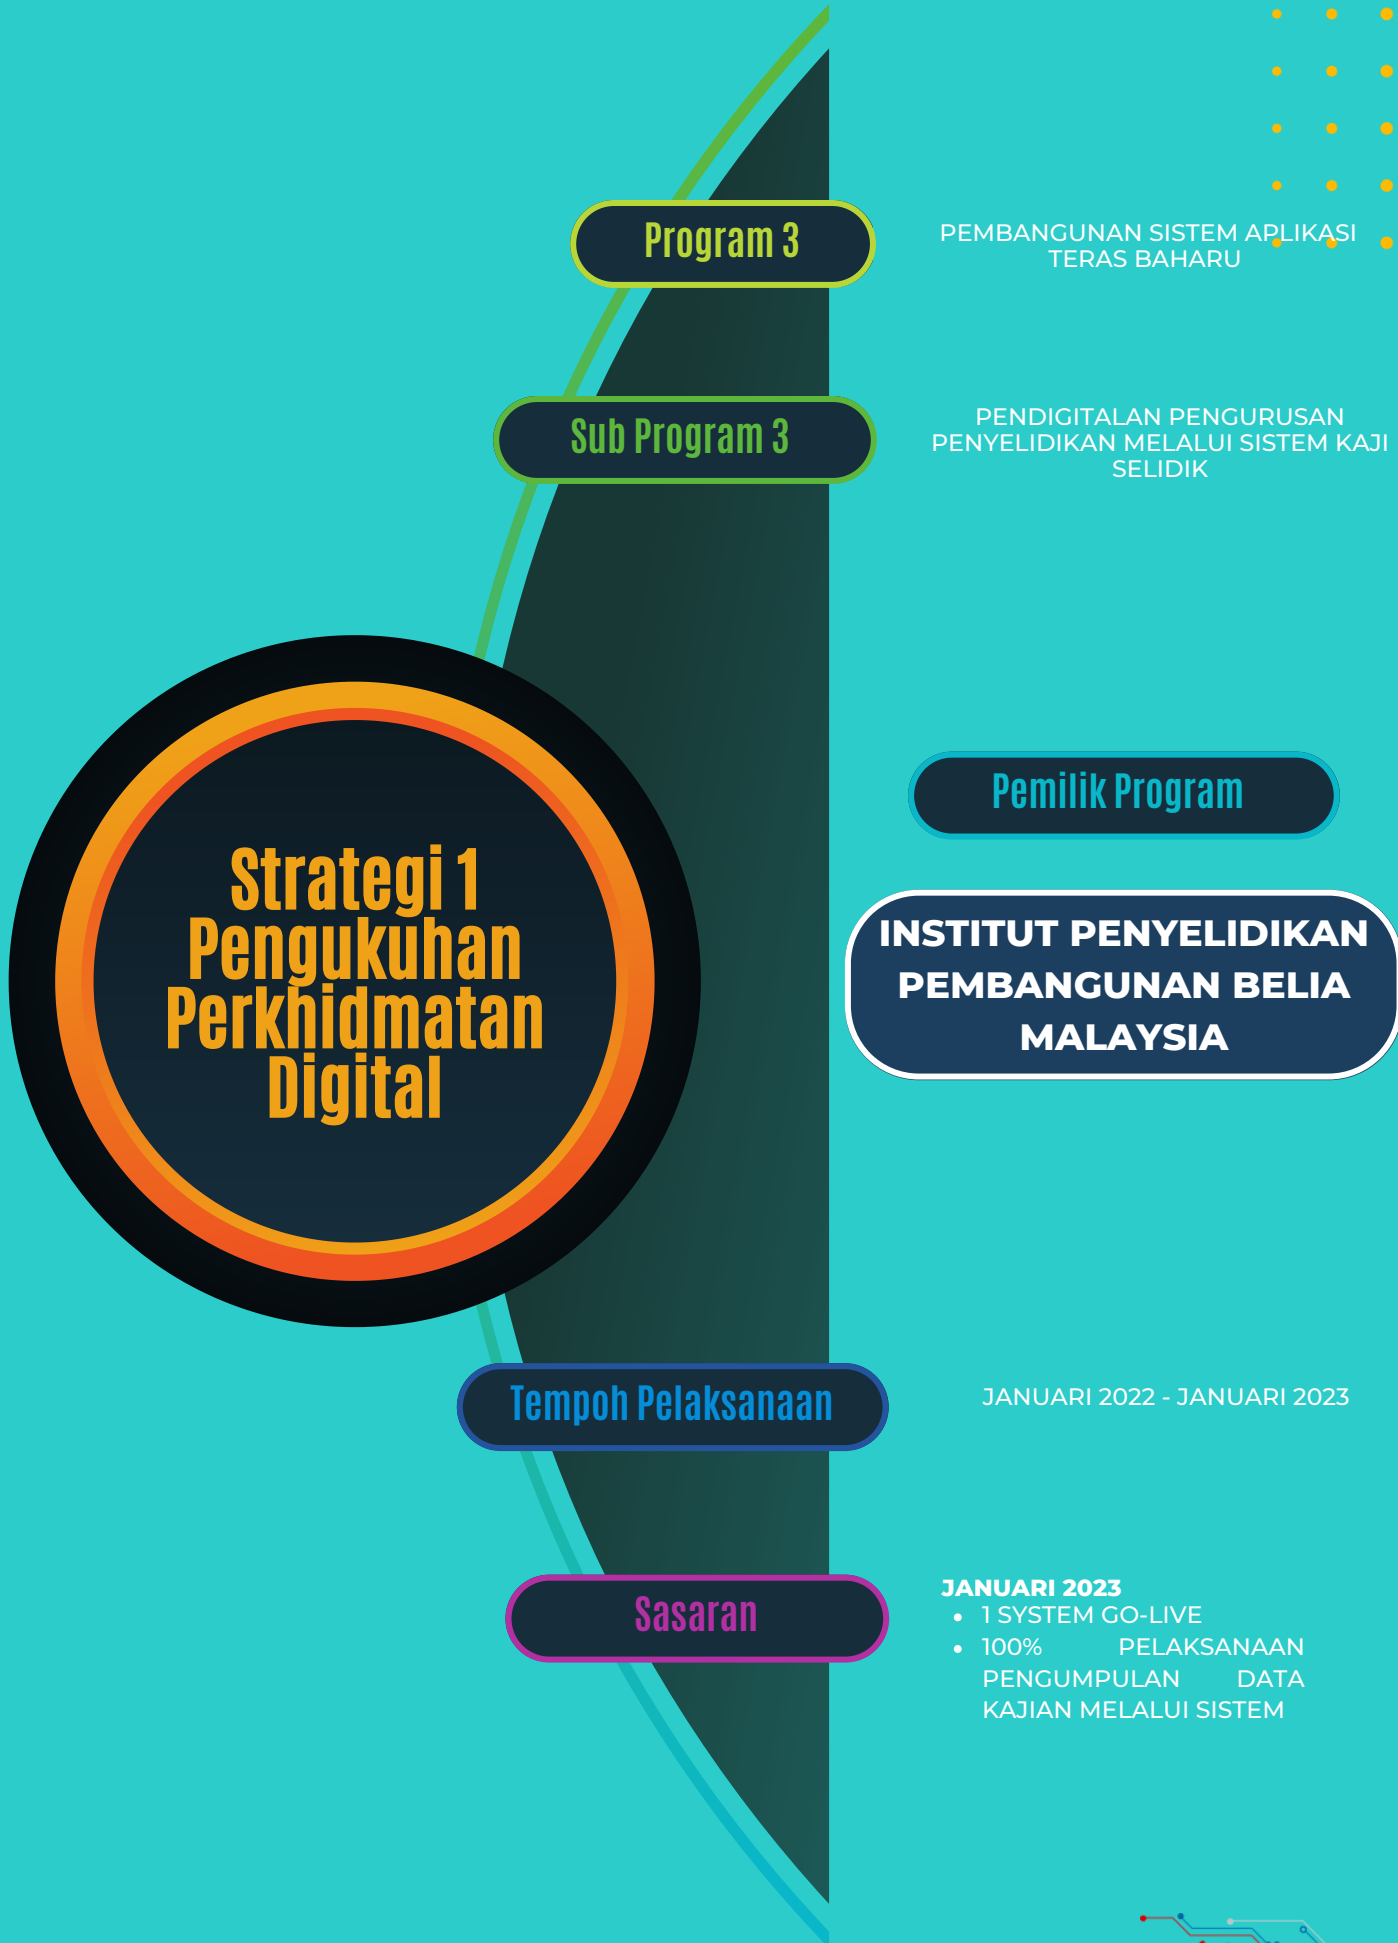 Program 3
PEMBANGUNAN SISTEM APLIKASI
TERAS BAHARU
Sub Program 3
PENDIGITALAN PENGURUSAN
PENYELIDIKAN MELALUI SISTEM KAJI
SELIDIK
Strategi 1
Pengukuhan
Perkhidmatan
Digital
Pemilik Program
INSTITUT PENYELIDIKAN
PEMBANGUNAN BELIA
MALAYSIA
Tempoh Pelaksanaan
JANUARI 2022 - JANUARI 2023
Sasaran
JANUARI 2023
• 1 SYSTEM GO-LIVE
• 100% PELAKSANAAN
PENGUMPULAN DATA
KAJIAN MELALUI SISTEM